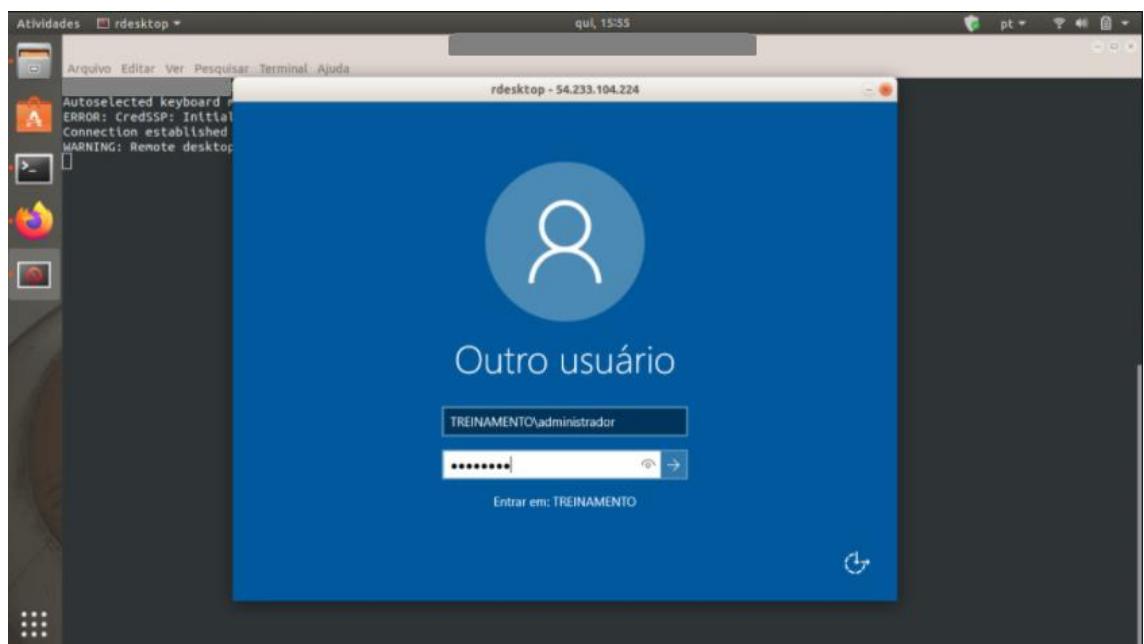 Atividades rdesktop qui, 15:55 pt
Arquivo Editar Ver Pesquisar Terminal Ajuda
rdesktop - 54.233.104.224
Autoselected keyboard
ERROR: CredSSP: Initial
Connection established
WARNING: Remote desktop
Outro usuário
TREINAMENTO\administrador
Entrar em: TREINAMENTO